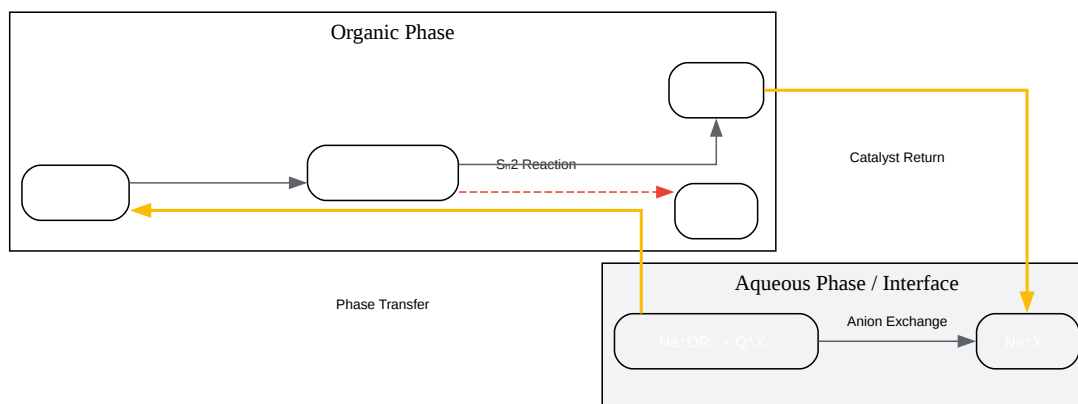 Organic Phase
Sₙ2 Reaction
Catalyst Return
Aqueous Phase / Interface
Phase Transfer
Anion Exchange
Na⁺OR⁻ + Q⁺X⁻
Na⁺X⁻